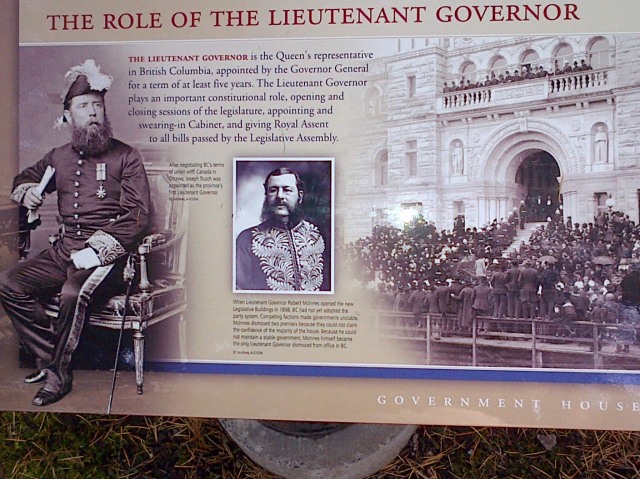 THE ROLE OF THE LIEUTENANT GOVERNOR
THE LIEUTENANT GOVERNOR is the Queen's representative
in British Columbia, appointed by the Governor General
for a term of at least five years. The Lieutenant Governor
plays an important constitutional role, opening and
closing sessions of the legislature, appointing and
swearing-in Cabinet, and giving Royal Assent
to all bills passed by the Legislative Assembly.
After negotiating BC's terms
of union with Canada in
Ottawa, Joseph Trutch was
appointed as the province's
first Lieutenant Governor.
BC Archives
When Lieutenant Governor Robert McInnes opened the new
Legislative Buildings in 1898, BC had not yet adopted the
party system. Competing factions made governments unstable.
McInnes dismissed two premiers because they could not claim
the confidence of the majority of the house. Because he could
not maintain a stable government, McInnes himself became
the only Lieutenant Governor dismissed from office in BC.
BC Archives
GOVERNMENT HOUSE